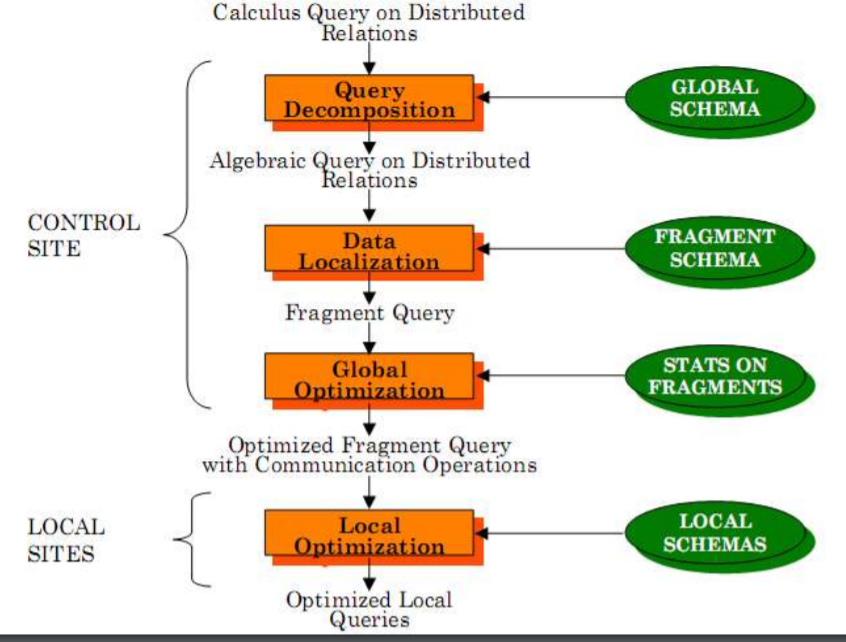 Calculus Query on Distributed
Relations
Query
Decomposition
GLOBAL
SCHEMA
Algebraic Query on Distributed
Relations
CONTROL
SITE
Data
Localization
FRAGMENT
SCHEMA
Fragment Query
Global
Optimization
STATS ON
FRAGMENTS
Optimized Fragment Query
with Communication Operations
LOCAL
SITES
Local
Optimization
LOCAL
SCHEMAS
Optimized Local
Queries